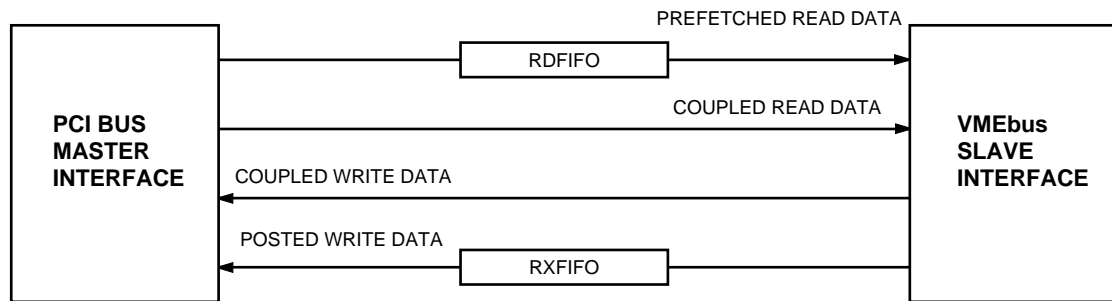 PREFETCHED READ DATA
RDFIFO
COUPLED READ DATA
PCI BUS
MASTER
INTERFACE
VMEbus
SLAVE
INTERFACE
COUPLED WRITE DATA
POSTED WRITE DATA
RXFIFO